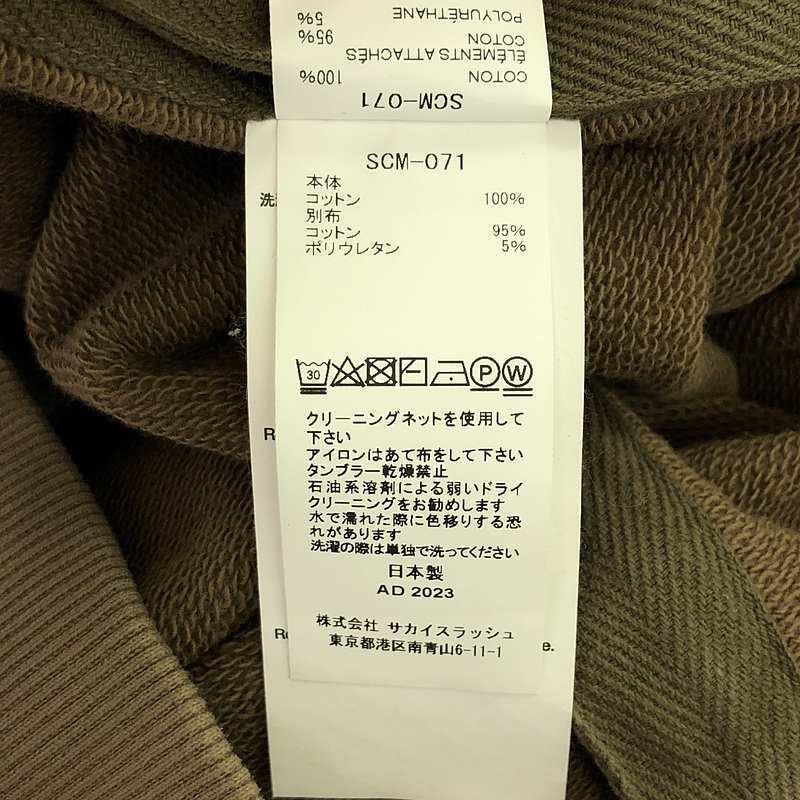 POLYURÉTHANE 5%
COTON 95%
ÉLÉMENTS ATTACHÉS
COTON 100%
SCM-071
SCM-071
本体
コットン 100%
別布
コットン 95%
ポリウレタン 5%
洗
30
P
W
クリーニングネットを使用して
下さい
アイロンはあて布をして下さい
タンブラー乾燥禁止
石油系溶剤による弱いドライ
クリーニングをお勧めします
水で濡れた際に色移りする恐
れがあります
洗濯の際は単独で洗ってください
日本製
AD 2023
株式会社 サカイスラッシュ
東京都港区南青山6-11-1
e.